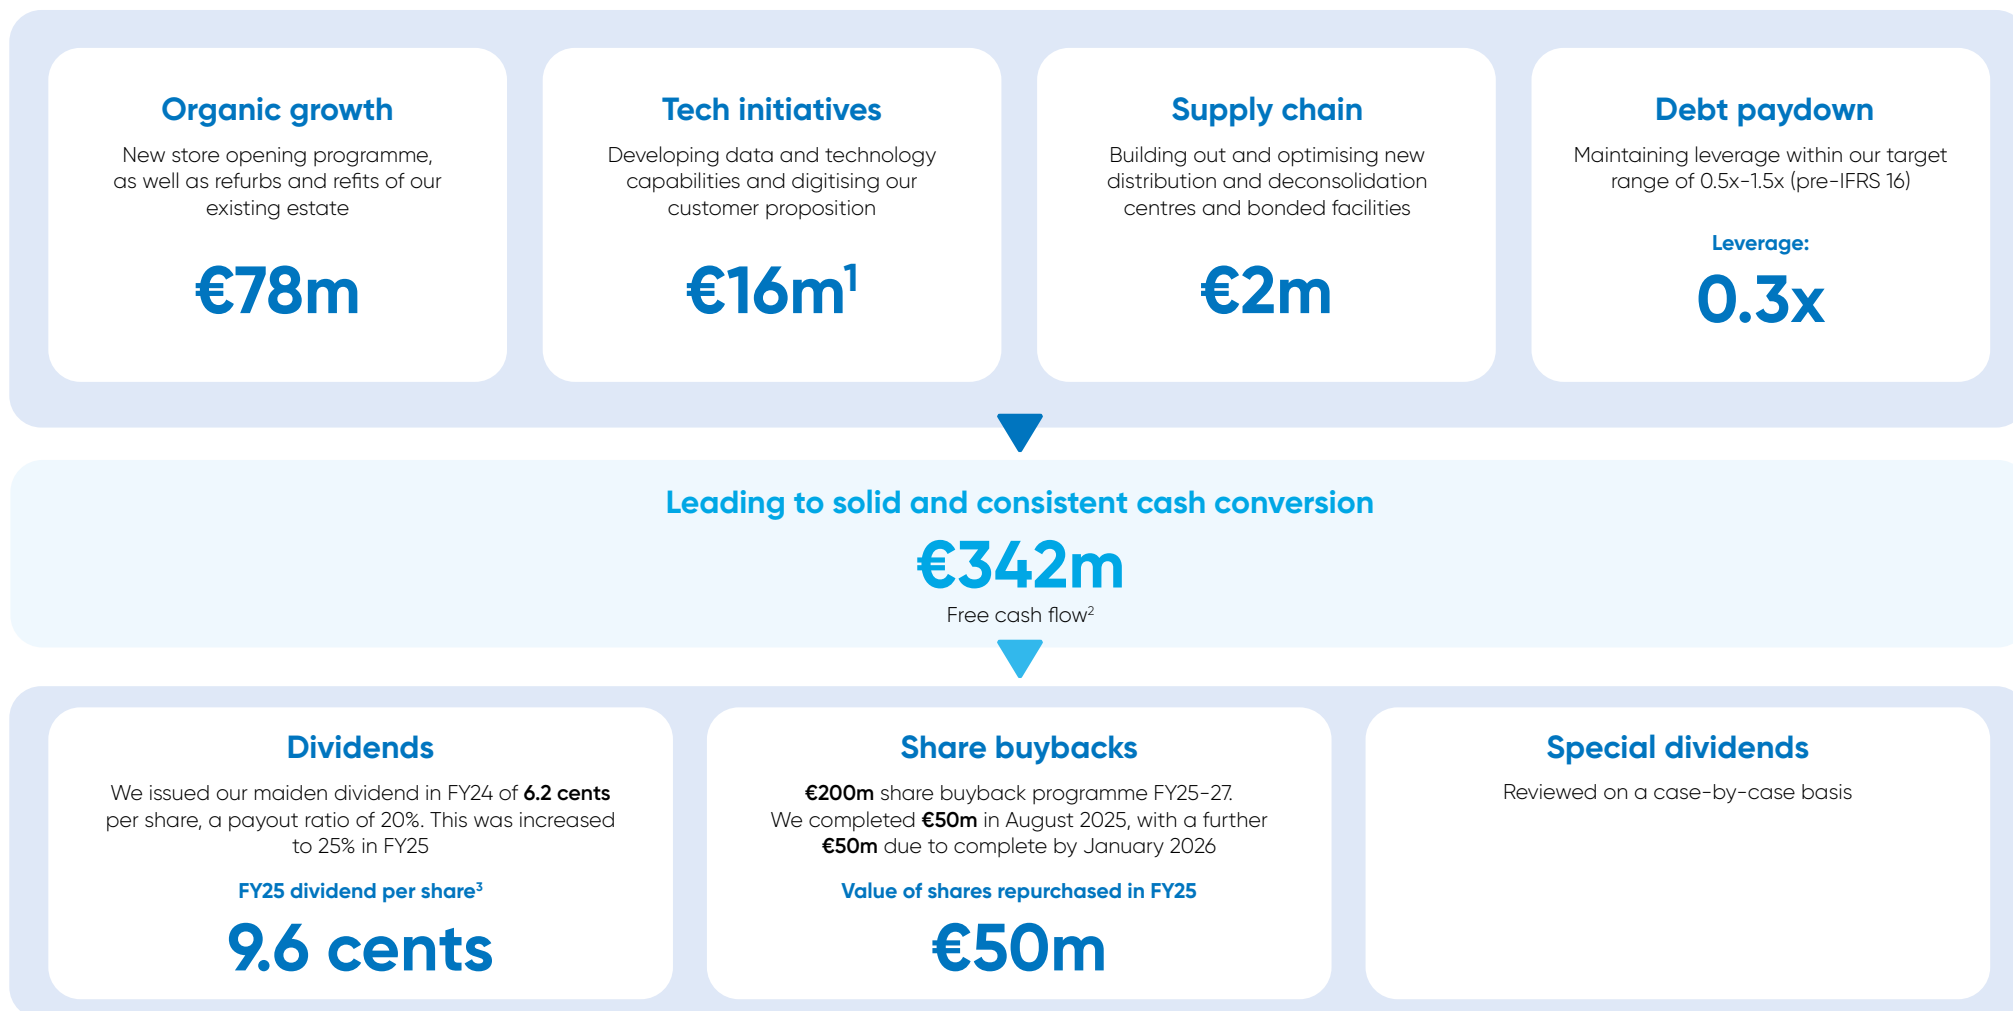 Organic growth
New store opening programme,
as well as refurbs and refits of our
existing estate
€78m
Tech initiatives
Developing data and technology
capabilities and digitising our
customer proposition
€16m¹
Supply chain
Building out and optimising new
distribution and deconsolidation
centres and bonded facilities
€2m
Debt paydown
Maintaining leverage within our target
range of 0.5x-1.5x (pre-IFRS 16)
Leverage:
0.3x
Leading to solid and consistent cash conversion
€342m
Free cash flow²
Dividends
We issued our maiden dividend in FY24 of 6.2 cents
per share, a payout ratio of 20%. This was increased
to 25% in FY25
FY25 dividend per share³
9.6 cents
Share buybacks
€200m share buyback programme FY25-27.
We completed €50m in August 2025, with a further
€50m due to complete by January 2026
Value of shares repurchased in FY25
€50m
Special dividends
Reviewed on a case-by-case basis